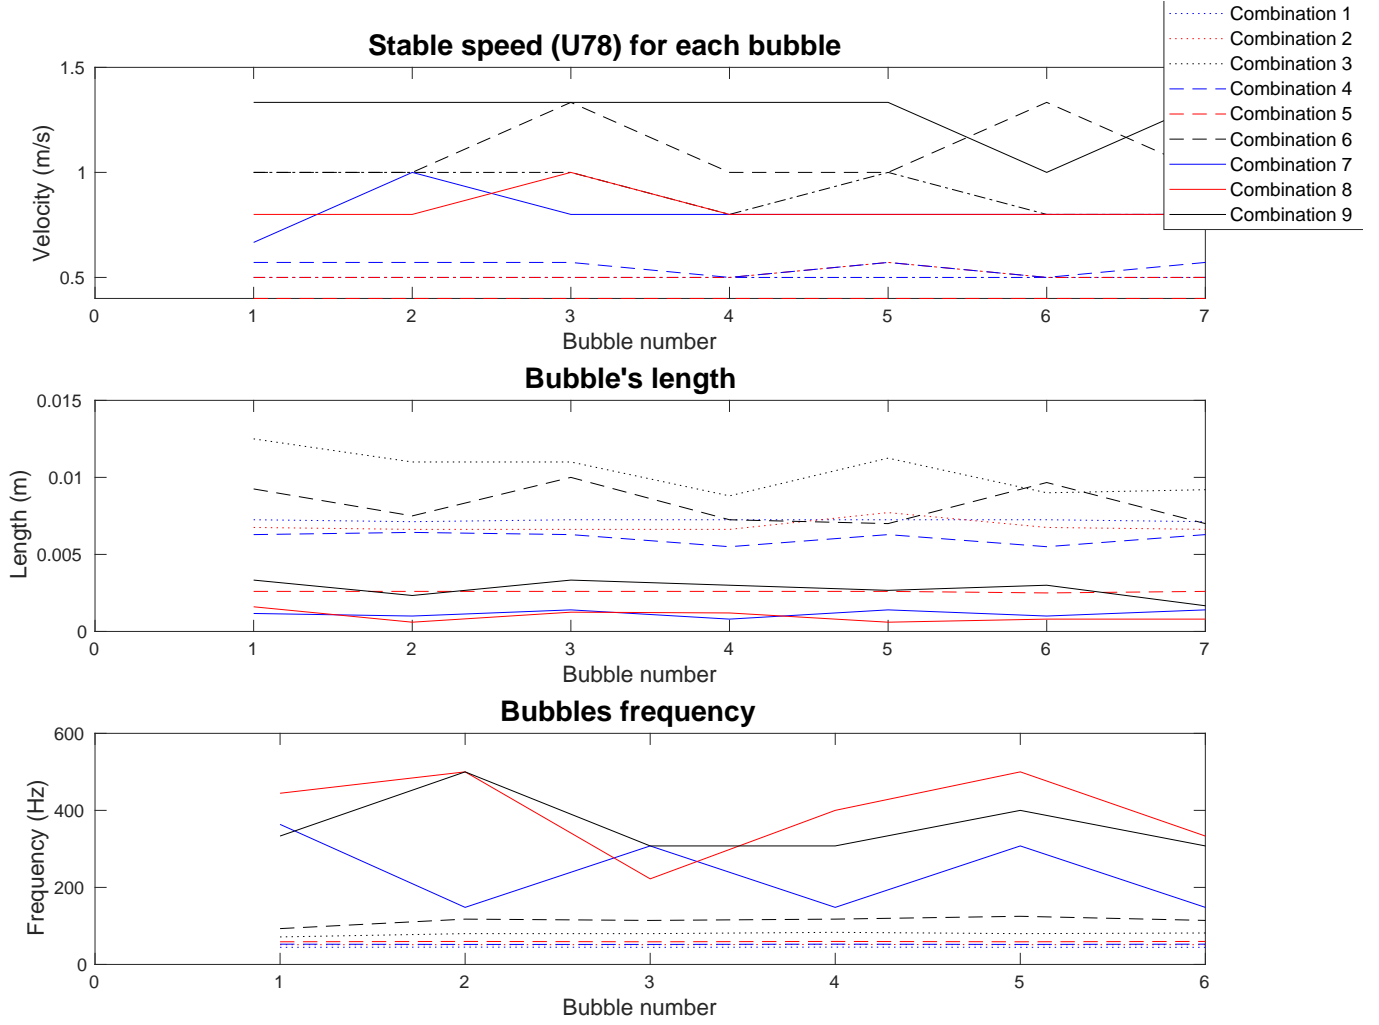 Stable speed (U78) for each bubble
Combination 1
Combination 2
Combination 3
Combination 4
Combination 5
Combination 6
Combination 7
Combination 8
Combination 9
Velocity (m/s)
1.5
1
0.5
0 1 2 3 4 5 6 7
Bubble number
Bubble's length
Length (m)
0.015
0.01
0.005
0
0 1 2 3 4 5 6 7
Bubble number
Bubbles frequency
Frequency (Hz)
600
400
200
0
0 1 2 3 4 5 6
Bubble number